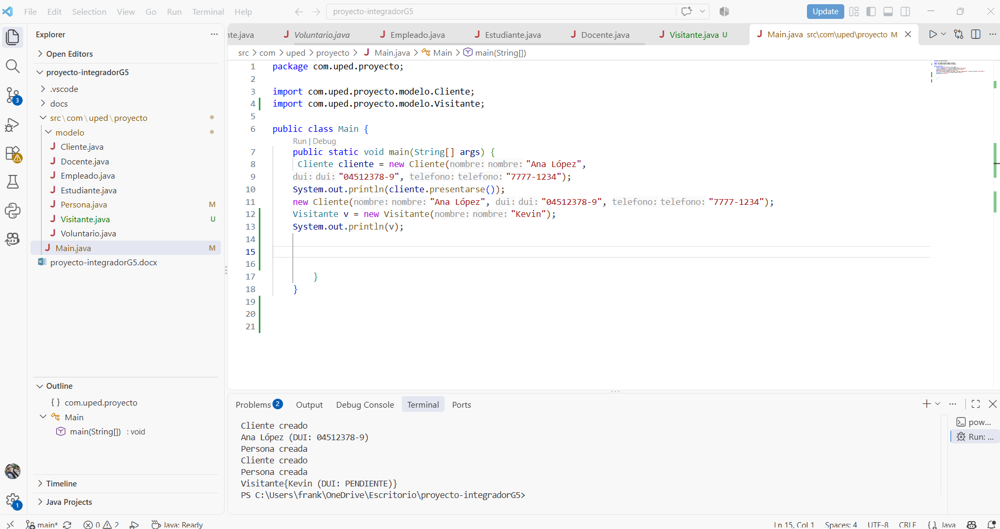 File Edit Selection View Go Run Terminal Help
proyecto-integradorG5
Update
Explorer
Open Editors
proyecto-integradorG5
.vscode
docs
src\com\uped\proyecto
modelo
Cliente.java
Docente.java
Empleado.java
Estudiante.java
Persona.java M
Visitante.java U
Voluntario.java
Main.java M
proyecto-integradorG5.docx
Outline
{ } com.uped.proyecto
Main
main(String[]) : void
Timeline
Java Projects
3
1
nte.java Voluntario.java Empleado.java Estudiante.java Docente.java Visitante.java U Main.java src\com\uped\proyecto M
src > com > uped > proyecto > Main.java > Main > main(String[])
1 package com.uped.proyecto;
2
3 import com.uped.proyecto.modelo.Cliente;
4 import com.uped.proyecto.modelo.Visitante;
5
6 public class Main {
Run | Debug
7 public static void main(String[] args) {
8 Cliente cliente = new Cliente(nombre: nombre: "Ana López",
9 dui: dui: "04512378-9", telefono: telefono: "7777-1234");
10 System.out.println(cliente.presentarse());
11 new Cliente(nombre: nombre: "Ana López", dui: dui: "04512378-9", telefono: telefono: "7777-1234");
12 Visitante v = new Visitante(nombre: nombre: "Kevin");
13 System.out.println(v);
14
15
16
17 }
18 }
19
20
21
Problems 2 Output Debug Console Terminal Ports
Cliente creado
Ana López (DUI: 04512378-9)
Persona creada
Cliente creado
Persona creada
Visitante{Kevin (DUI: PENDIENTE)}
PS C:\Users\frank\OneDrive\Escritorio\proyecto-integradorG5>
pow...
Run: ...
main* 0 2 Java: Ready Ln 15, Col 1 Spaces: 4 UTF-8 CRLF { } Java